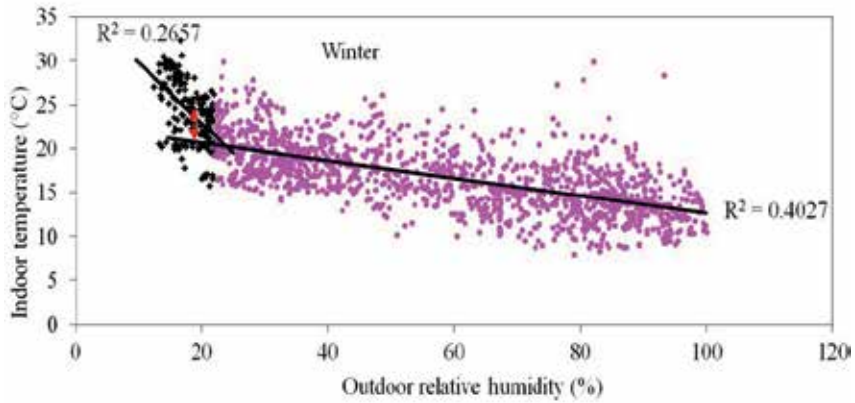 35
R² = 0.2657
30
Winter
25
20
15
R² = 0.4027
10
5
0
0 20 40 60 80 100 120
Indoor temperature (°C)
Outdoor relative humidity (%)